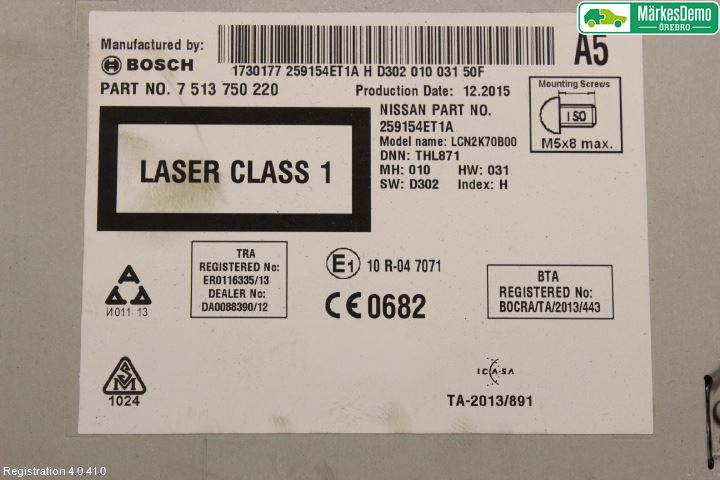 MärkesDemo
ÖREBRO
Manufactured by:
BOSCH
1730177 259154ET1A H D302 010 031 50F
A5
PART NO. 7 513 750 220
Production Date: 12.2015
NISSAN PART NO.
259154ET1A
Model name: LCN2K70B00
DNN: THL871
MH: 010 HW: 031
SW: D302 Index: H
Mounting Screws
ISO
M5x8 max.
LASER CLASS 1
TRA
REGISTERED No:
ER0116335/13
DEALER No:
DA0088390/12
E1 10 R-04 7071
CE0682
BTA
REGISTERED No:
BOCRA/TA/2013/443
И011 13
SM
1024
ICASA
TA-2013/891
Registration 4.0.41.0